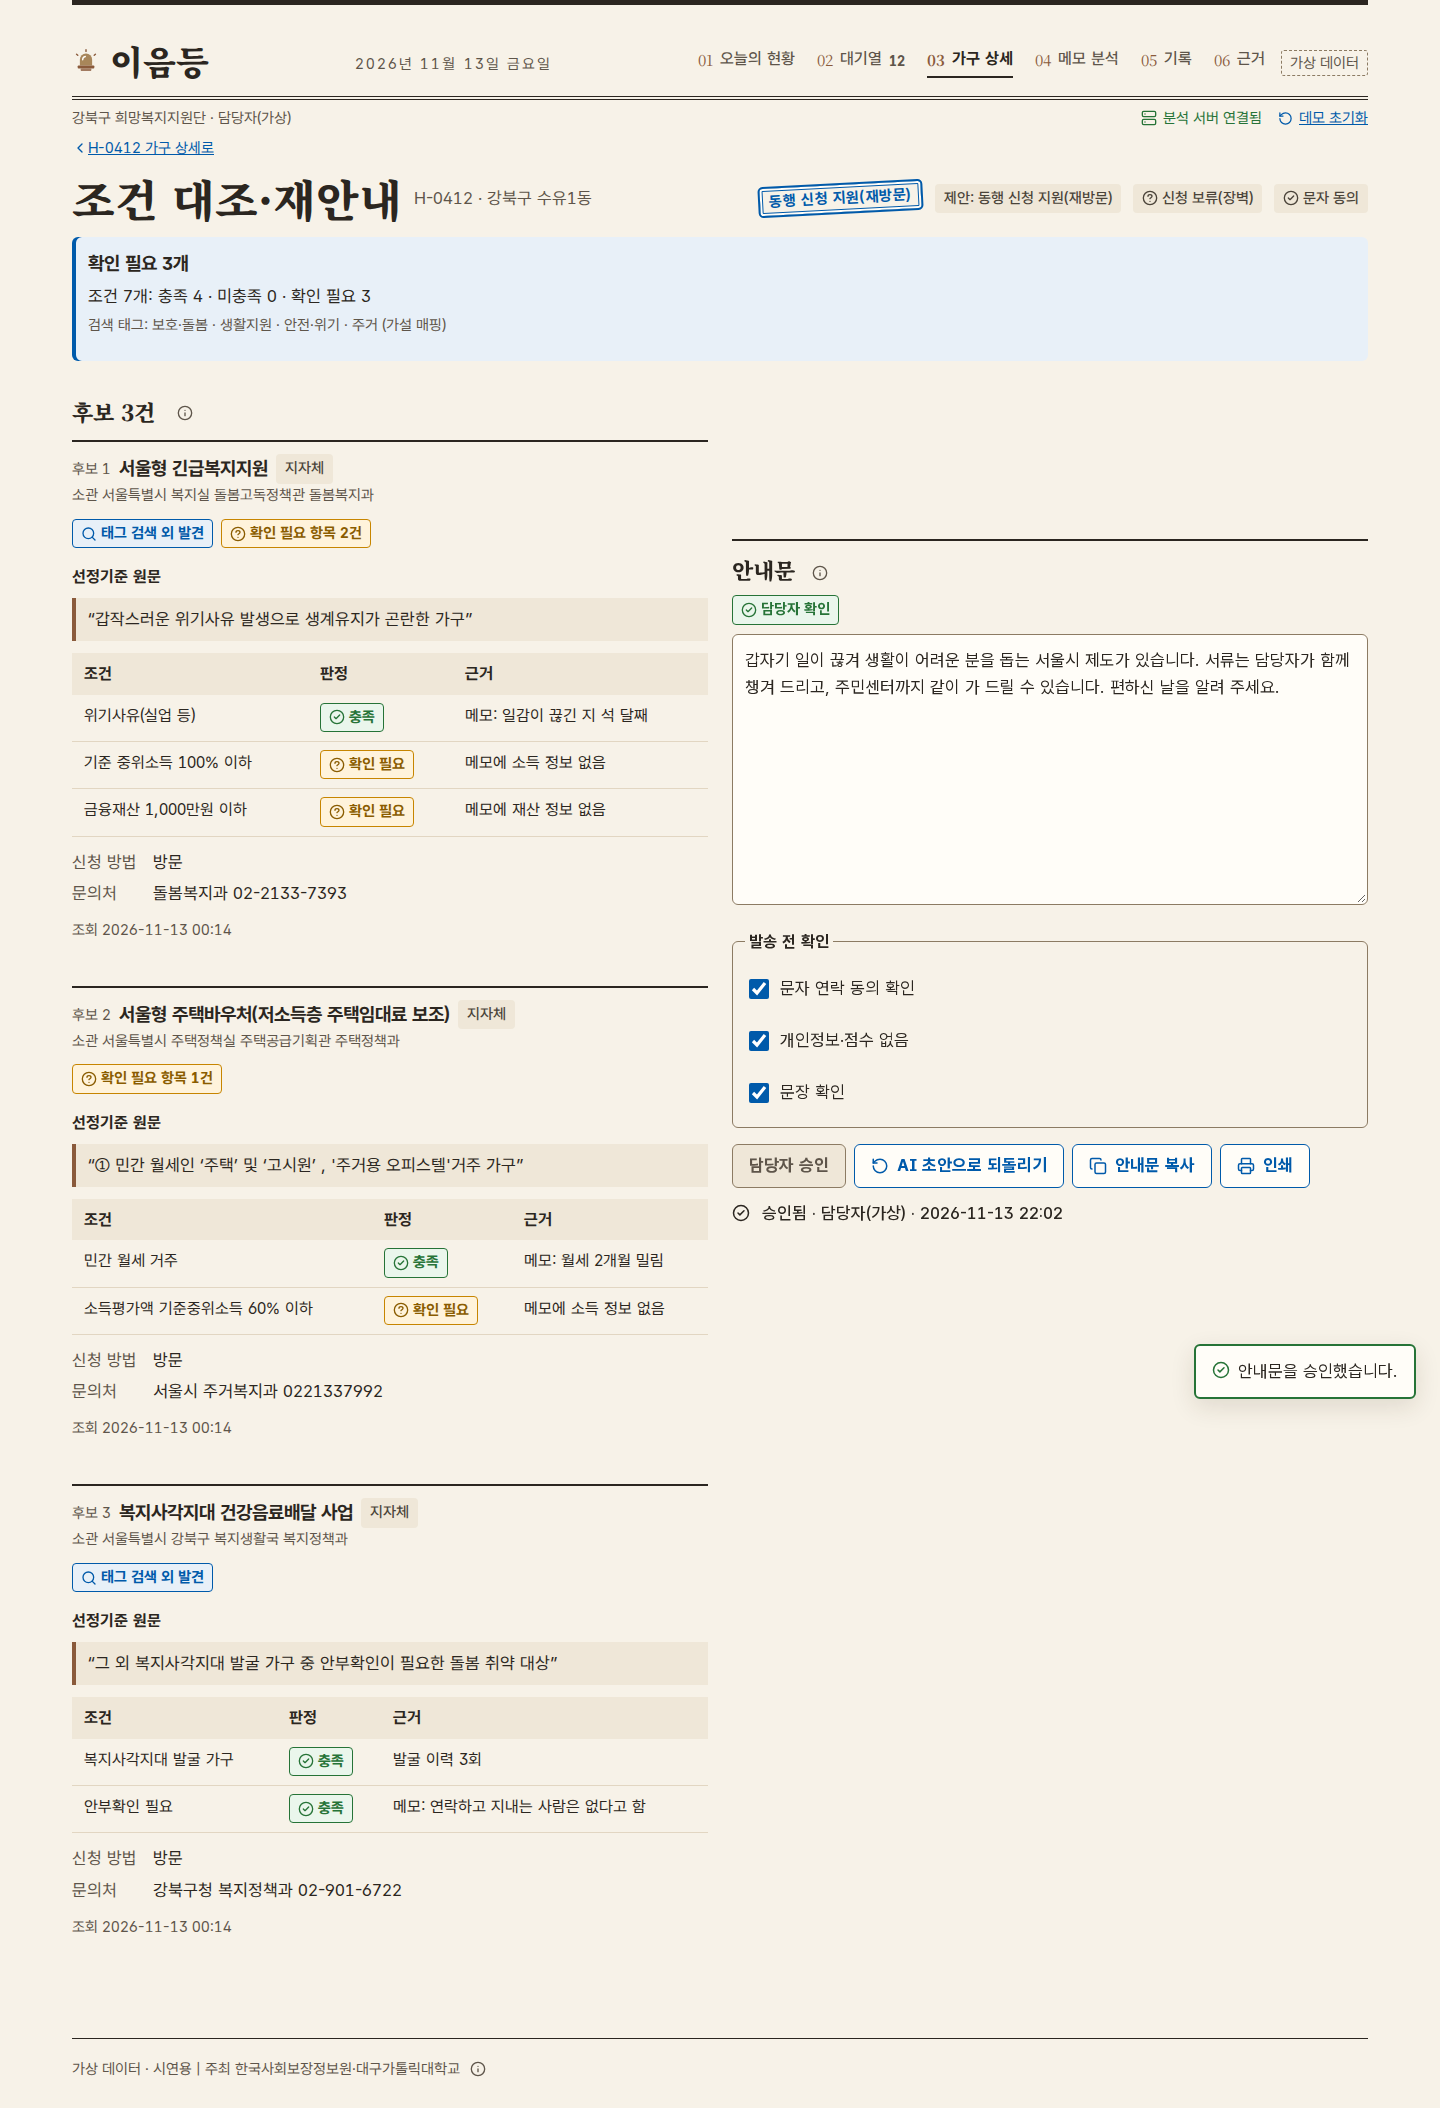 이음등
2026년 11월 13일 금요일
01 오늘의 현황
02 대기열 12
03 가구 상세
04 메모 분석
05 기록
06 근거
가상 데이터
강북구 희망복지지원단 · 담당자(가상)
분석 서버 연결됨
데모 초기화
H-0412 가구 상세로
조건 대조·재안내 H-0412 · 강북구 수유1동
동행 신청 지원(재방문)
제안: 동행 신청 지원(재방문)
신청 보류(장벽)
문자 동의
확인 필요 3개
조건 7개: 충족 4 · 미충족 0 · 확인 필요 3
검색 태그: 보호·돌봄 · 생활지원 · 안전·위기 · 주거 (가설 매핑)
후보 3건
후보 1 서울형 긴급복지지원 지자체
소관 서울특별시 복지실 돌봄고독정책관 돌봄복지과
태그 검색 외 발견
확인 필요 항목 2건
선정기준 원문
“갑작스러운 위기사유 발생으로 생계유지가 곤란한 가구”
조건 판정 근거
위기사유(실업 등) 충족 메모: 일감이 끊긴 지 석 달째
기준 중위소득 100% 이하 확인 필요 메모에 소득 정보 없음
금융재산 1,000만원 이하 확인 필요 메모에 재산 정보 없음
신청 방법 방문
문의처 돌봄복지과 02-2133-7393
조회 2026-11-13 00:14
후보 2 서울형 주택바우처(저소득층 주택임대료 보조) 지자체
소관 서울특별시 주택정책실 주택공급기획관 주택정책과
확인 필요 항목 1건
선정기준 원문
“① 민간 월세인 ‘주택’ 및 ‘고시원’ , '주거용 오피스텔'거주 가구”
조건 판정 근거
민간 월세 거주 충족 메모: 월세 2개월 밀림
소득평가액 기준중위소득 60% 이하 확인 필요 메모에 소득 정보 없음
신청 방법 방문
문의처 서울시 주거복지과 0221337992
조회 2026-11-13 00:14
후보 3 복지사각지대 건강음료배달 사업 지자체
소관 서울특별시 강북구 복지생활국 복지정책과
태그 검색 외 발견
선정기준 원문
“그 외 복지사각지대 발굴 가구 중 안부확인이 필요한 돌봄 취약 대상”
조건 판정 근거
복지사각지대 발굴 가구 충족 발굴 이력 3회
안부확인 필요 충족 메모: 연락하고 지내는 사람은 없다고 함
신청 방법 방문
문의처 강북구청 복지정책과 02-901-6722
조회 2026-11-13 00:14
안내문
담당자 확인
갑자기 일이 끊겨 생활이 어려운 분을 돕는 서울시 제도가 있습니다. 서류는 담당자가 함께
챙겨 드리고, 주민센터까지 같이 가 드릴 수 있습니다. 편하신 날을 알려 주세요.
발송 전 확인
문자 연락 동의 확인
개인정보·점수 없음
문장 확인
담당자 승인
AI 초안으로 되돌리기
안내문 복사
인쇄
승인됨 · 담당자(가상) · 2026-11-13 22:02
안내문을 승인했습니다.
가상 데이터 · 시연용 | 주최 한국사회보장정보원·대구가톨릭대학교